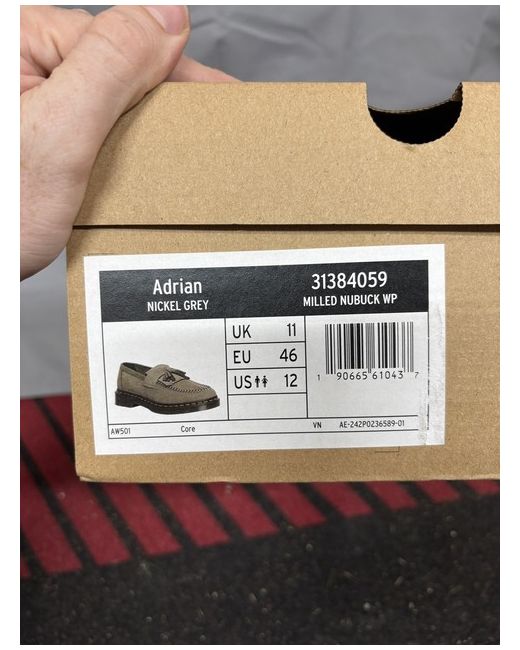 Adrian
NICKEL GREY
31384059
MILLED NUBUCK WP
UK 11
EU 46
US 12
1 90665 61043 7
AW501 Core VN AE-242P0236589-01